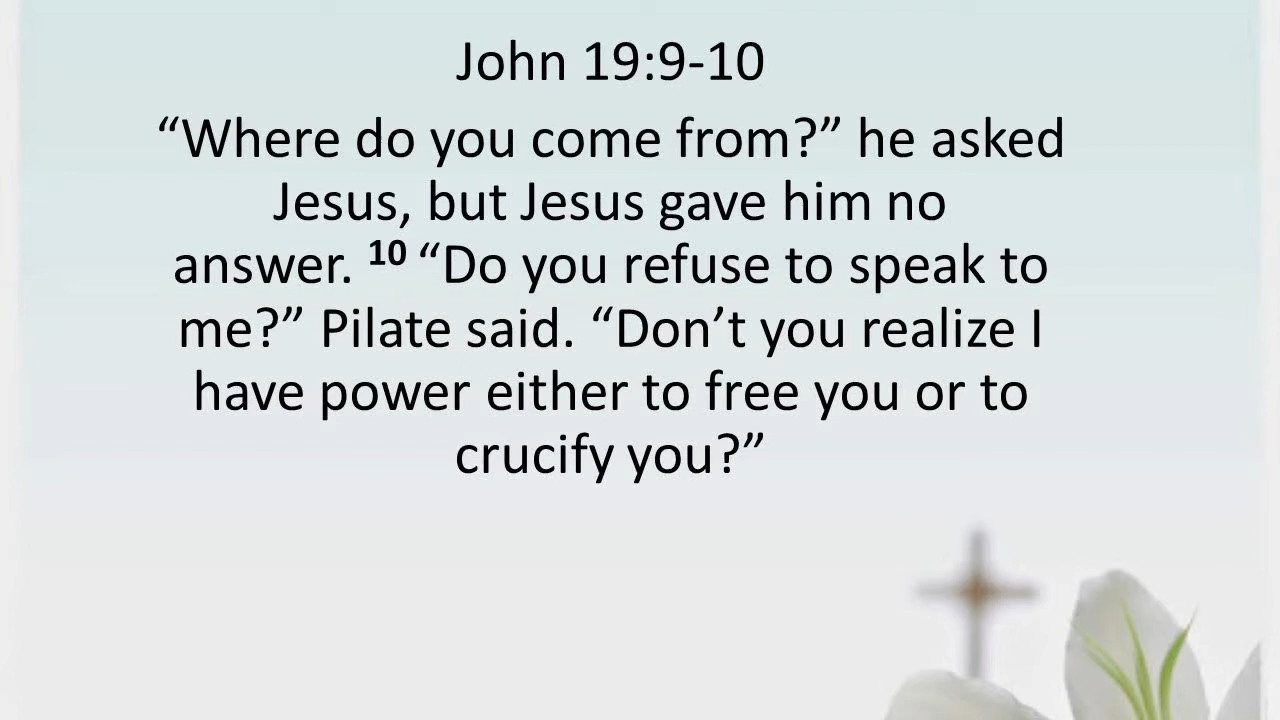 John 19:9-10
“Where do you come from?” he asked
Jesus, but Jesus gave him no
answer. 10 “Do you refuse to speak to
me?” Pilate said. “Don’t you realize I
have power either to free you or to
crucify you?”